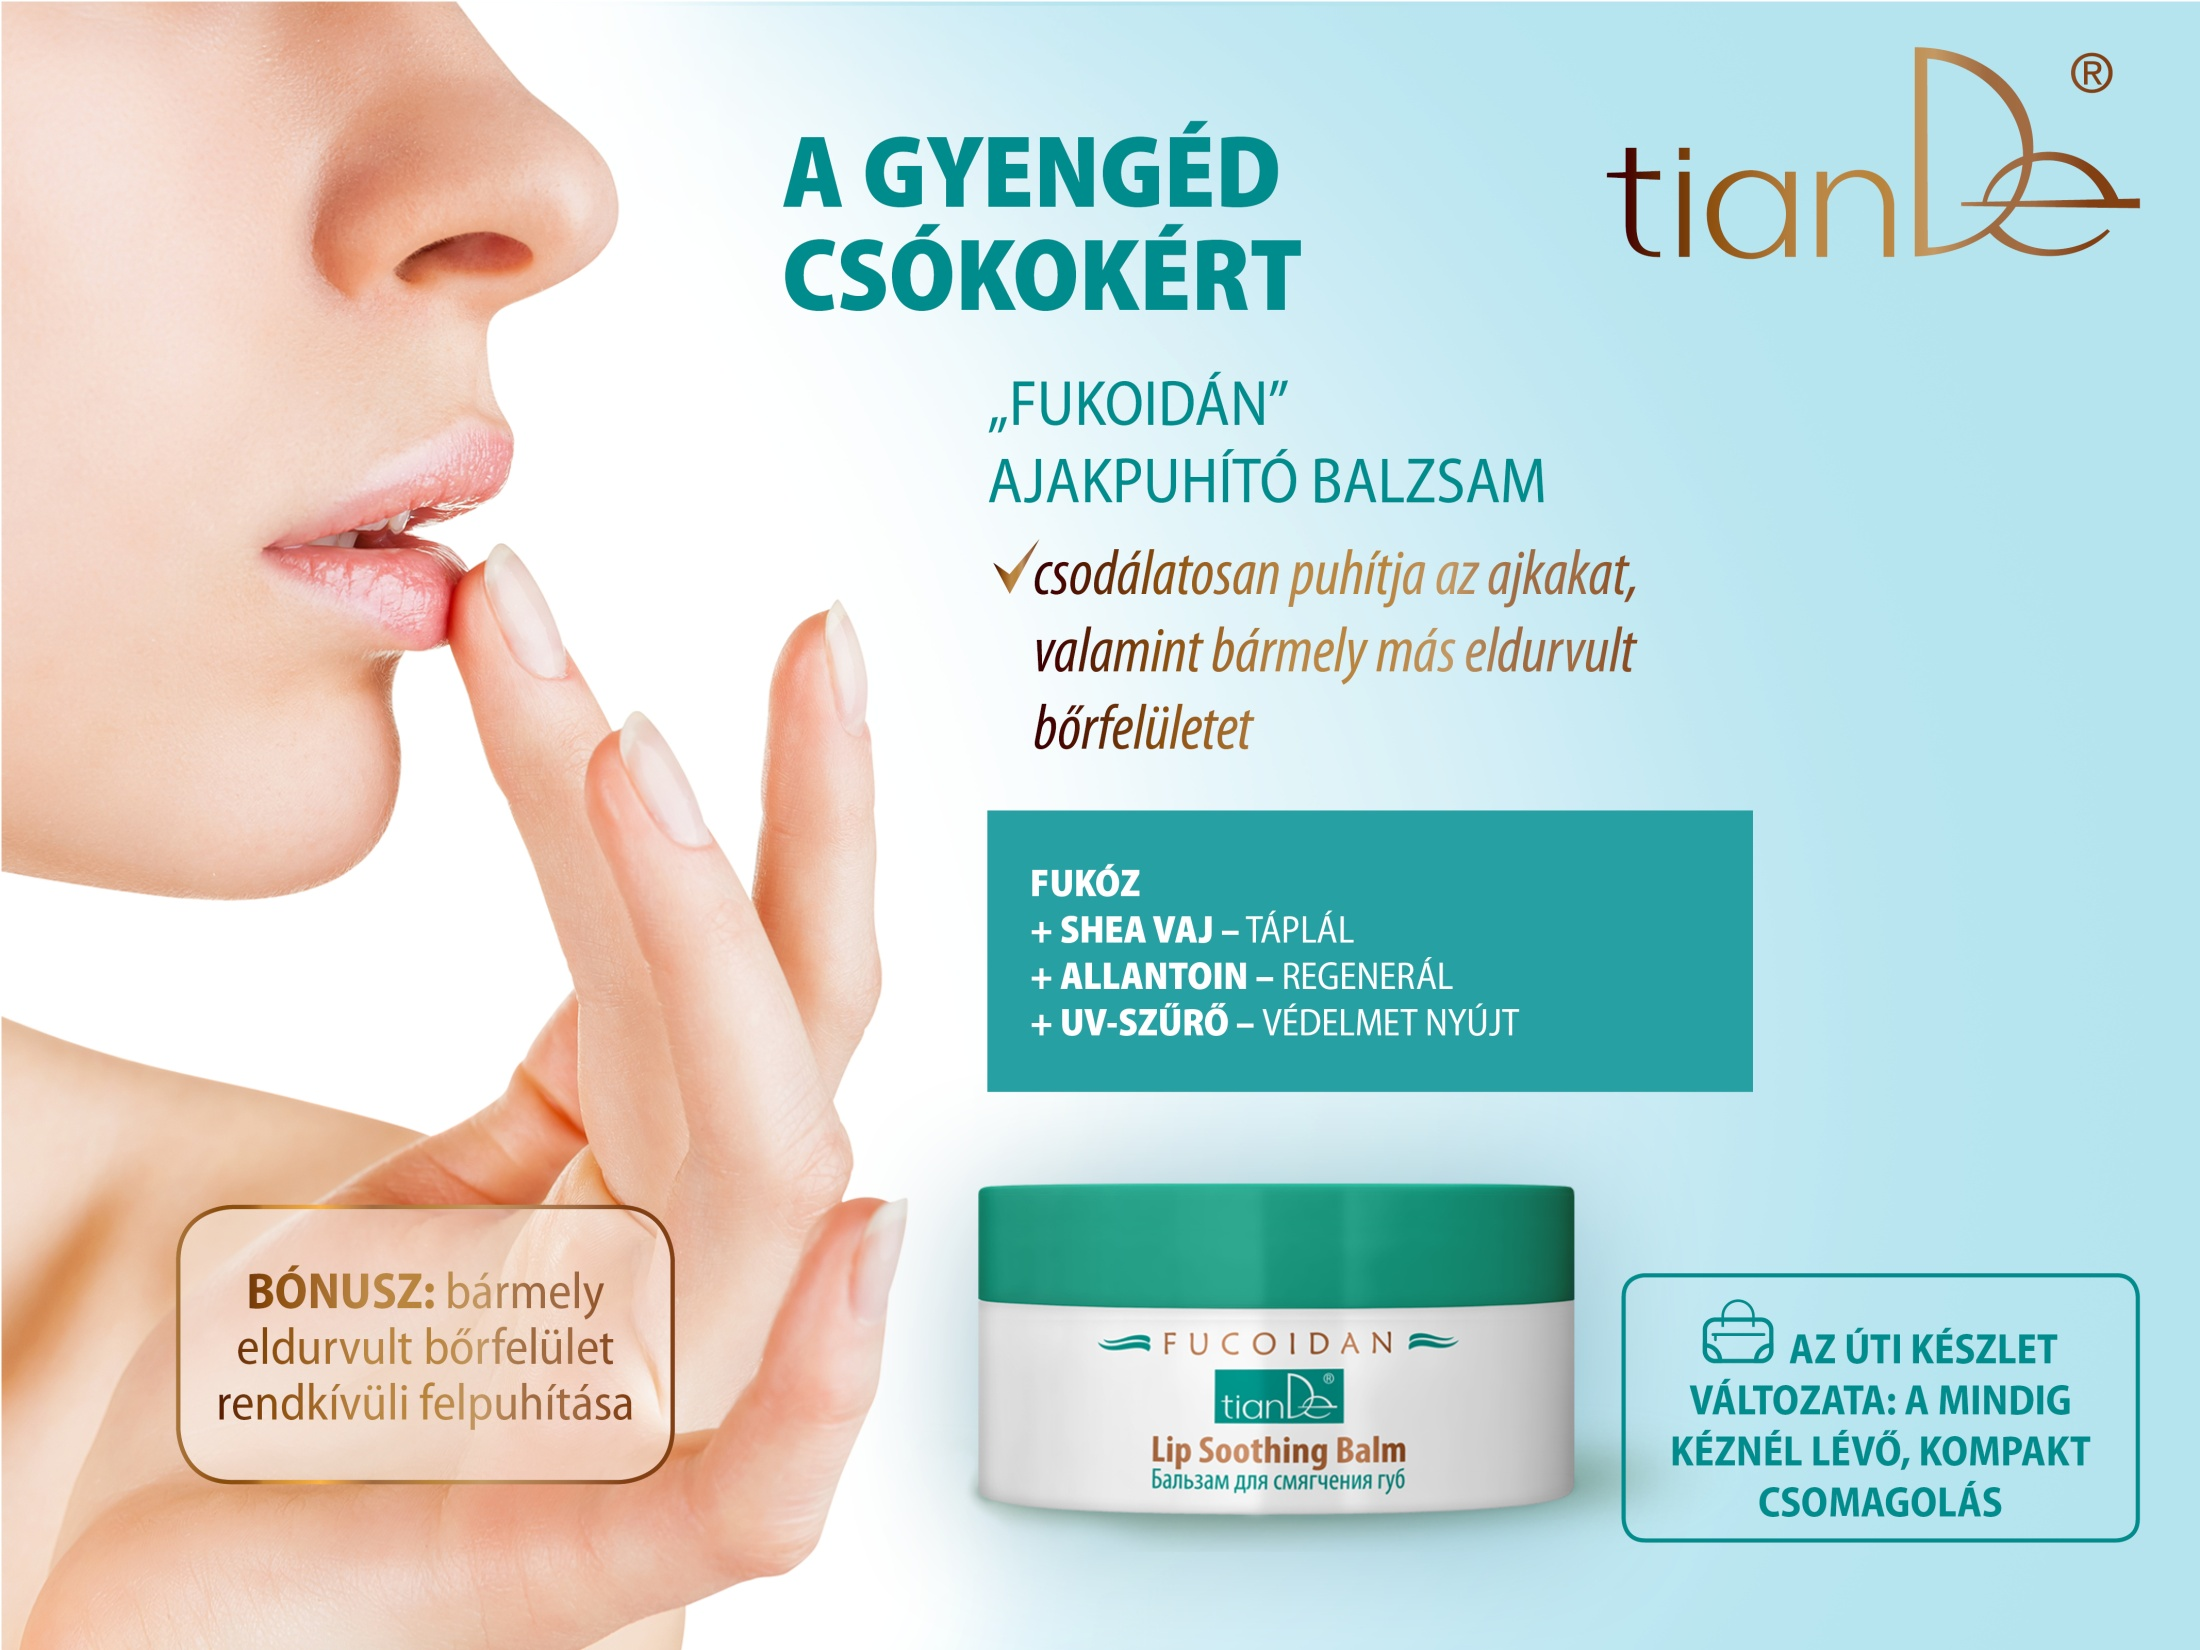 tianDe®
A GYENGÉD
CSÓKOKÉRT
„FUKOIDÁN”
AJAKPUHÍTÓ BALZSAM
csodálatosan puhítja az ajkakat,
valamint bármely más eldurvult
bőrfelületet
FUKÓZ
+ SHEA VAJ – TÁPLÁL
+ ALLANTOIN – REGENERÁL
+ UV-SZŰRŐ – VÉDELMET NYÚJT
BÓNUSZ: bármely
eldurvult bőrfelület
rendkívüli felpuhítása
FUCOIDAN
tianDe®
Lip Soothing Balm
Бальзам для смягчения губ
AZ ÚTI KÉSZLET
VÁLTOZATA: A MINDIG
KÉZNÉL LÉVŐ, KOMPAKT
CSOMAGOLÁS